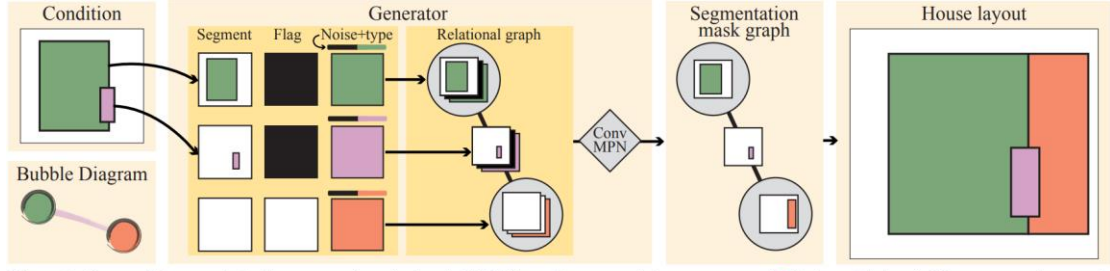 Condition
Generator
Segmentation
mask graph
House layout
Segment
Flag
Noise+type
Relational graph
Conv
MPN
Bubble Diagram